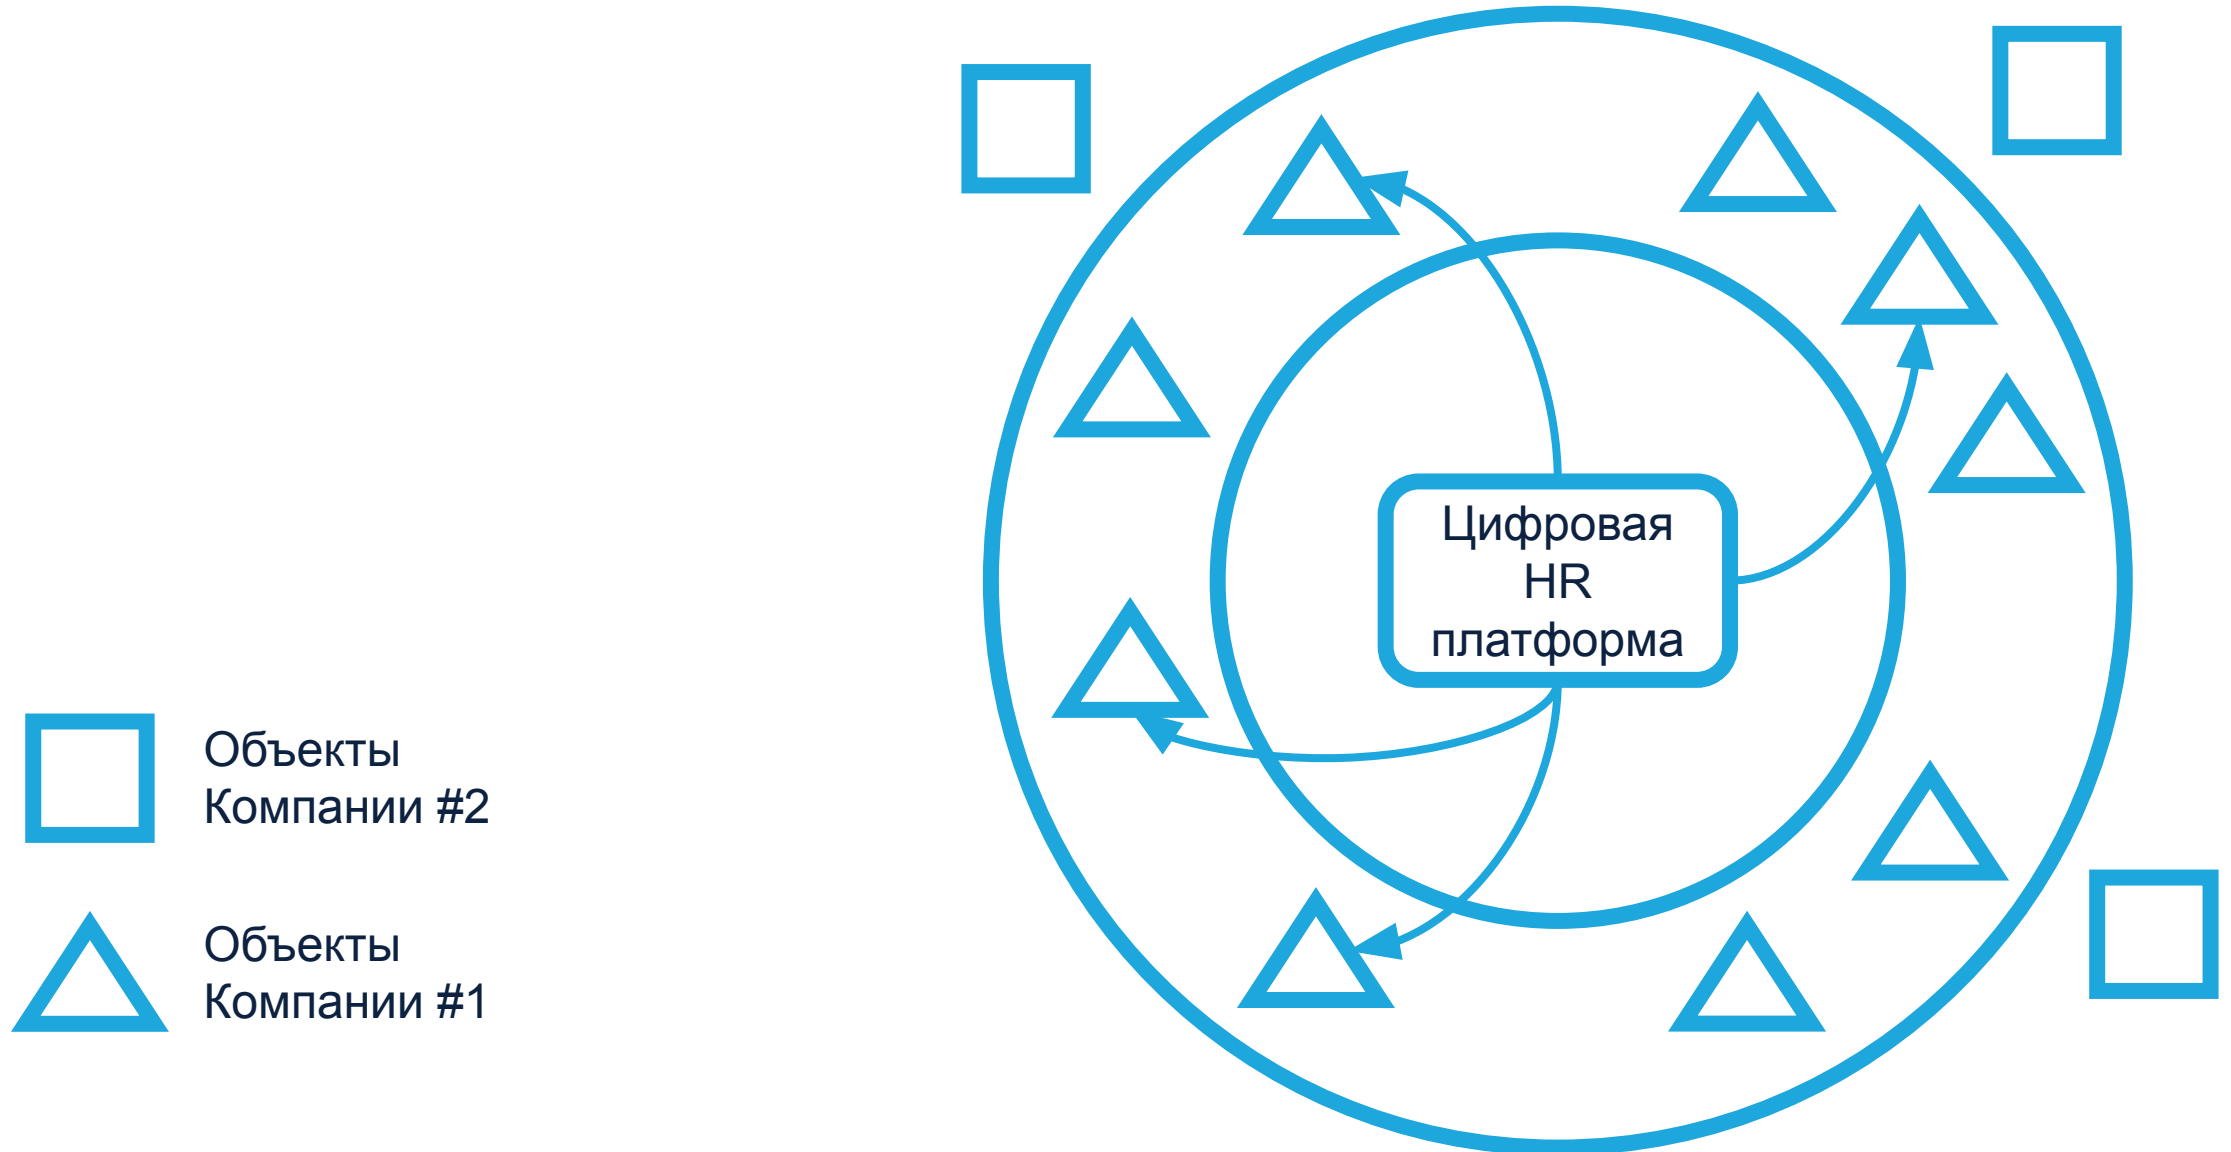 Цифровая
HR
платформа
Объекты
Компании #2
Объекты
Компании #1